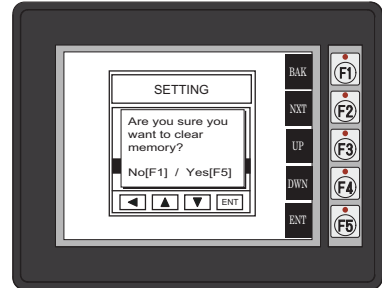 SETTING
Are you sure you
want to clear
memory?
No[F1] / Yes[F5]
ENT
BAK
NXT
UP
DWN
ENT
F1
F2
F3
F4
F5